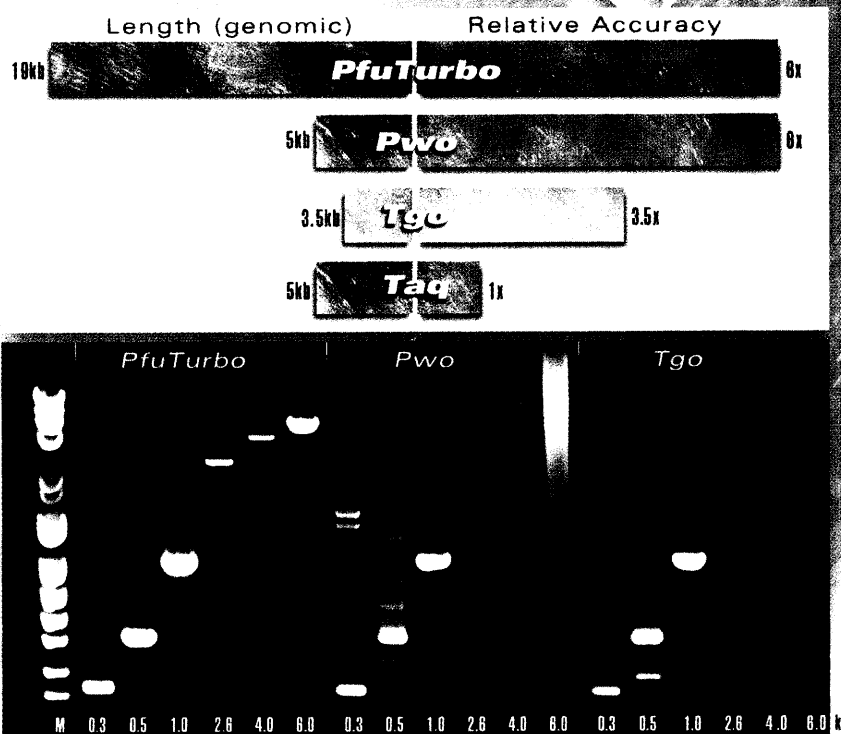 Length (genomic) Relative Accuracy
19kb PfuTurbo 6x
5kb Pwo 6x
3.5kb Tgo 3.5x
5kb Taq 1x
PfuTurbo Pwo Tgo
M 0.3 0.5 1.0 2.6 4.0 6.0 0.3 0.5 1.0 2.6 4.0 6.0 0.3 0.5 1.0 2.6 4.0 6.0 k